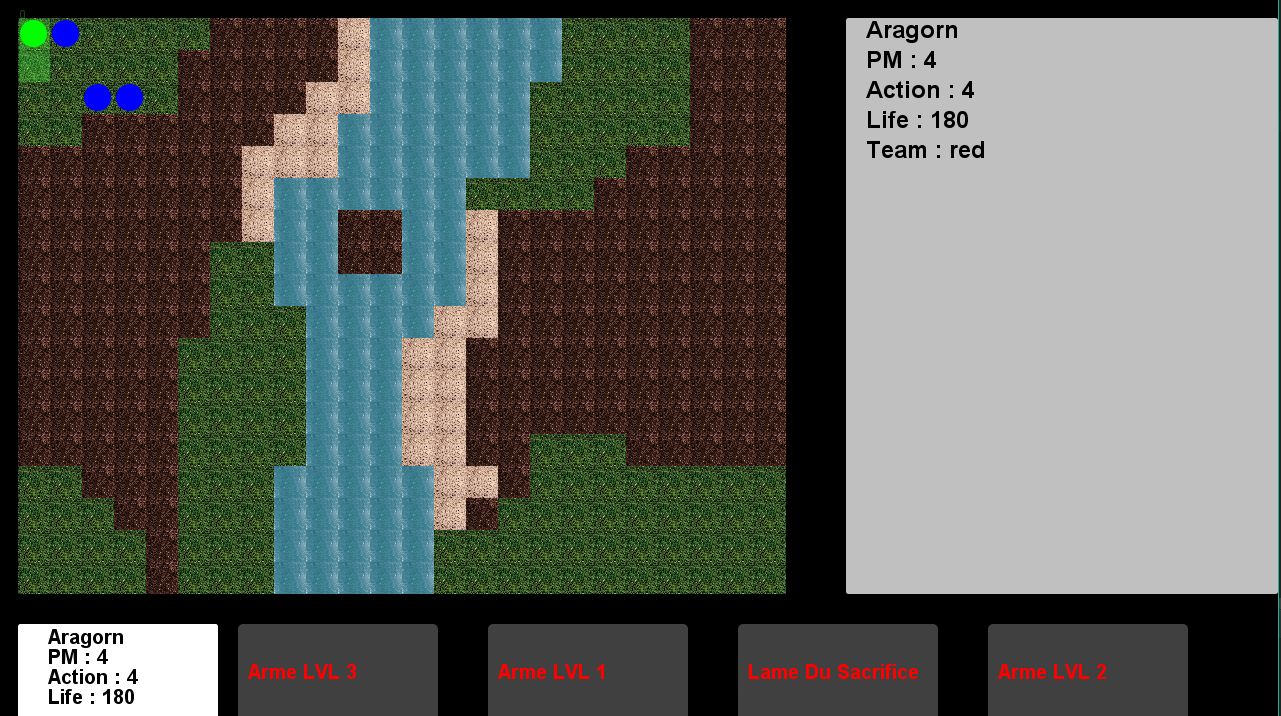 Aragorn
PM : 4
Action : 4
Life : 180
Team : red
Aragorn
PM : 4
Action : 4
Life : 180
Arme LVL 3
Arme LVL 1
Lame Du Sacrifice
Arme LVL 2